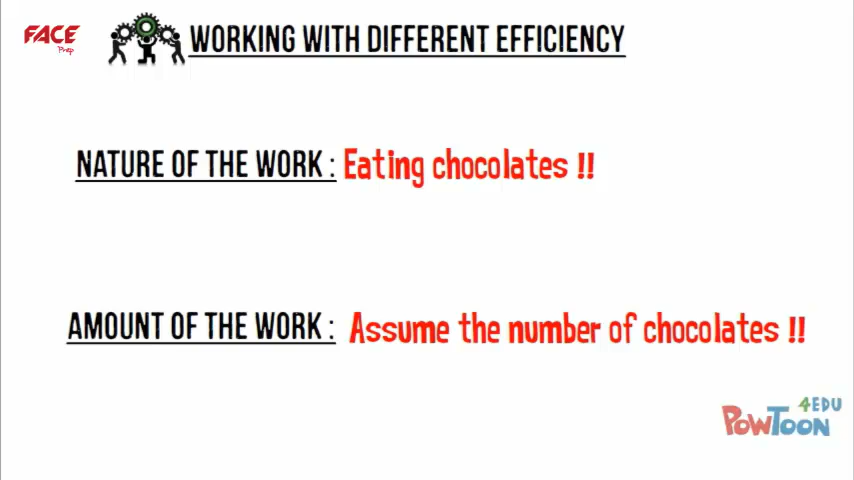 FACE
Prep
WORKING WITH DIFFERENT EFFICIENCY
NATURE OF THE WORK : Eating chocolates !!
AMOUNT OF THE WORK : Assume the number of chocolates !!
4EDU
POWTOON